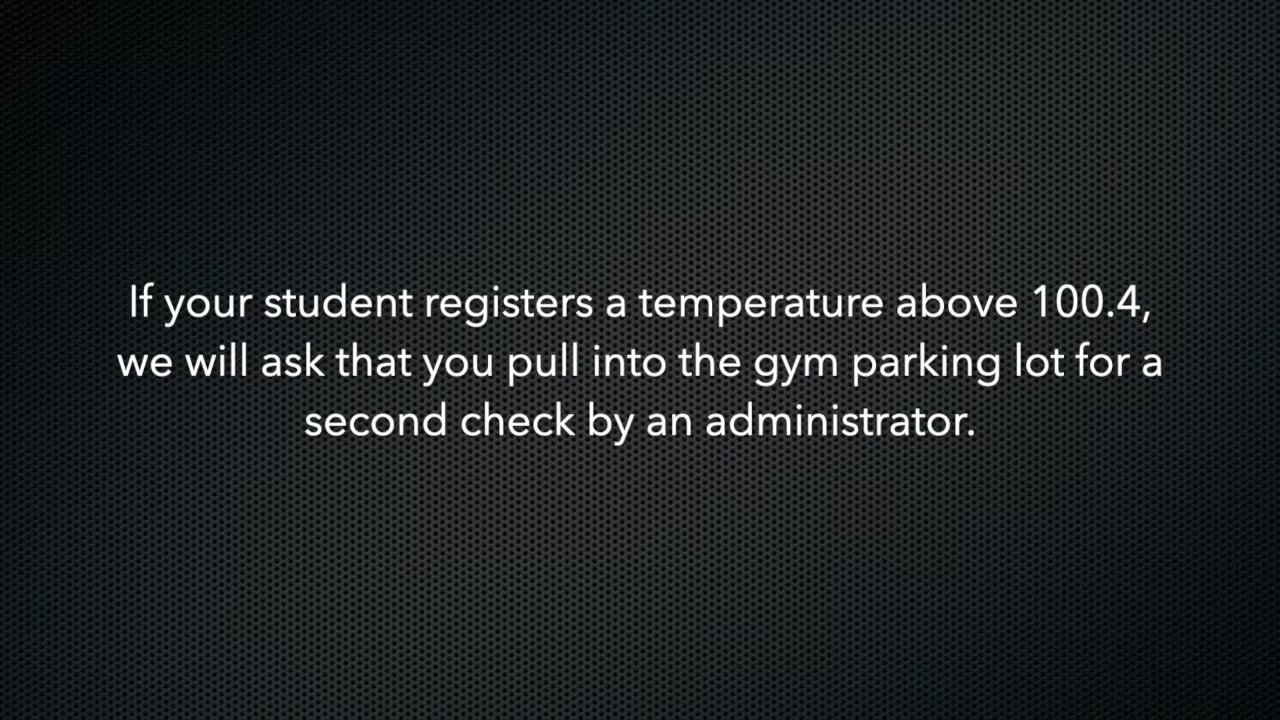 If your student registers a temperature above 100.4,
we will ask that you pull into the gym parking lot for a
second check by an administrator.